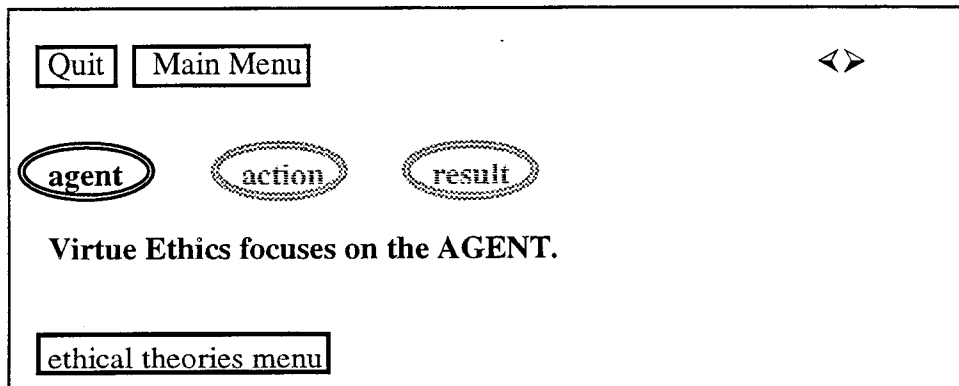 Quit Main Menu
agent action result
Virtue Ethics focuses on the AGENT.
ethical theories menu